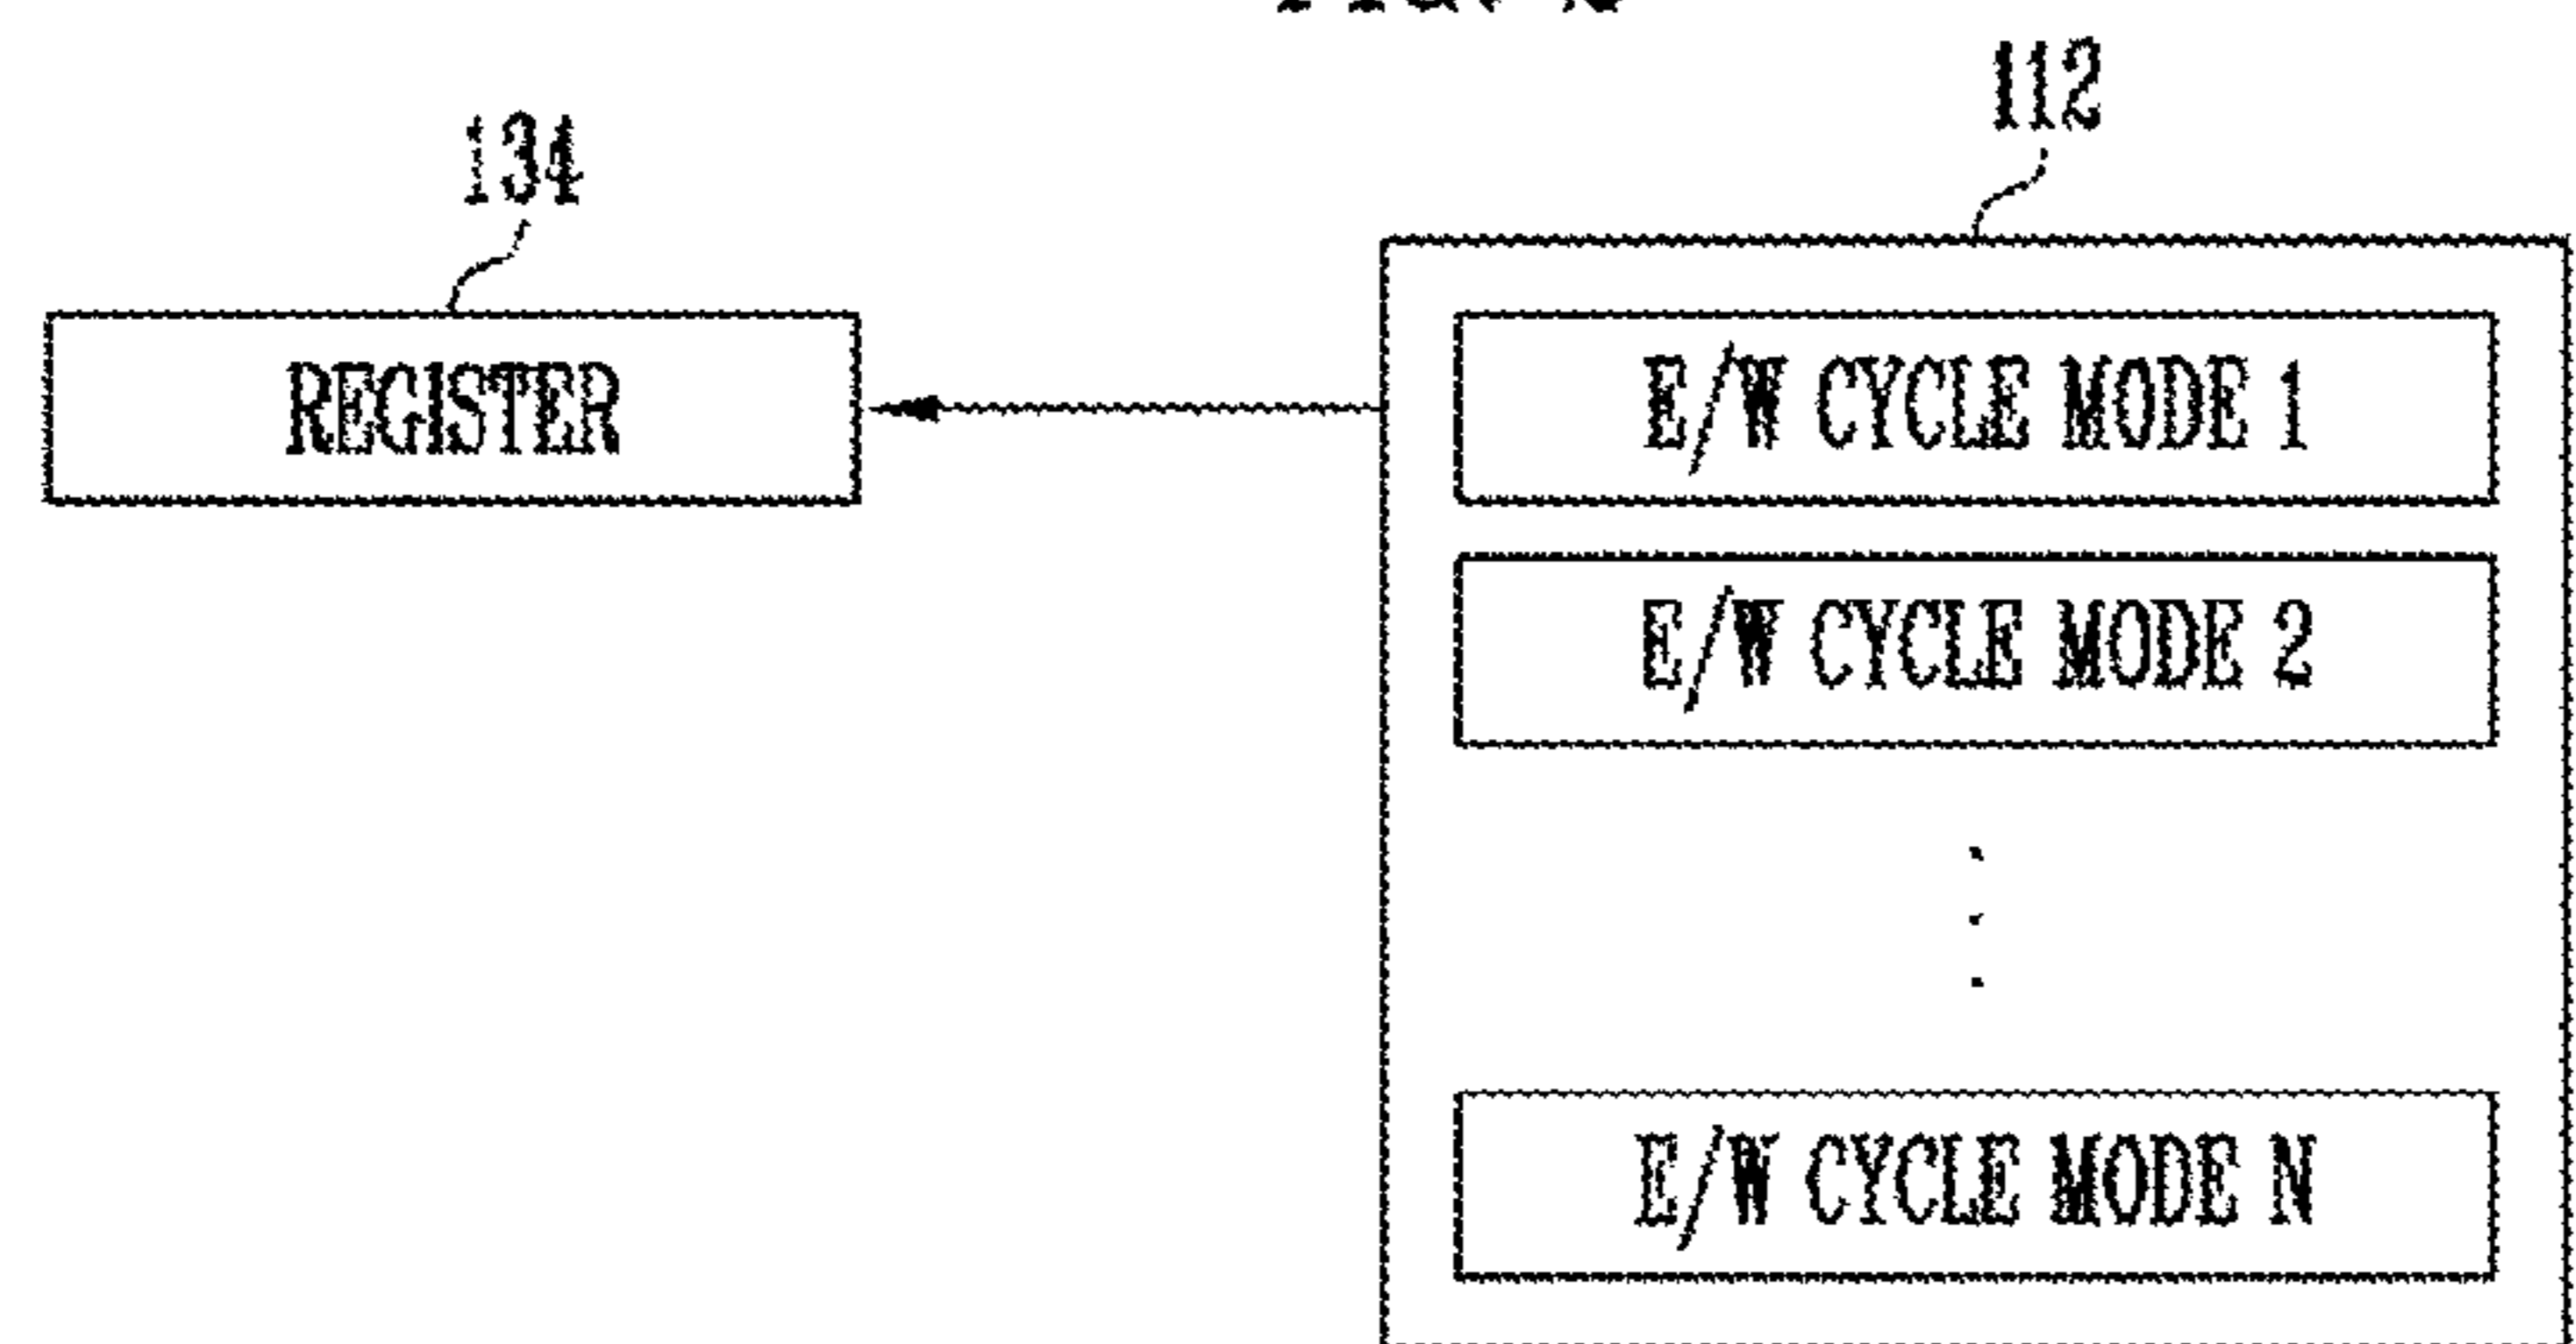 112
134
REGISTER
E/W CYCLE MODE 1
E/W CYCLE MODE 2
E/W CYCLE MODE N